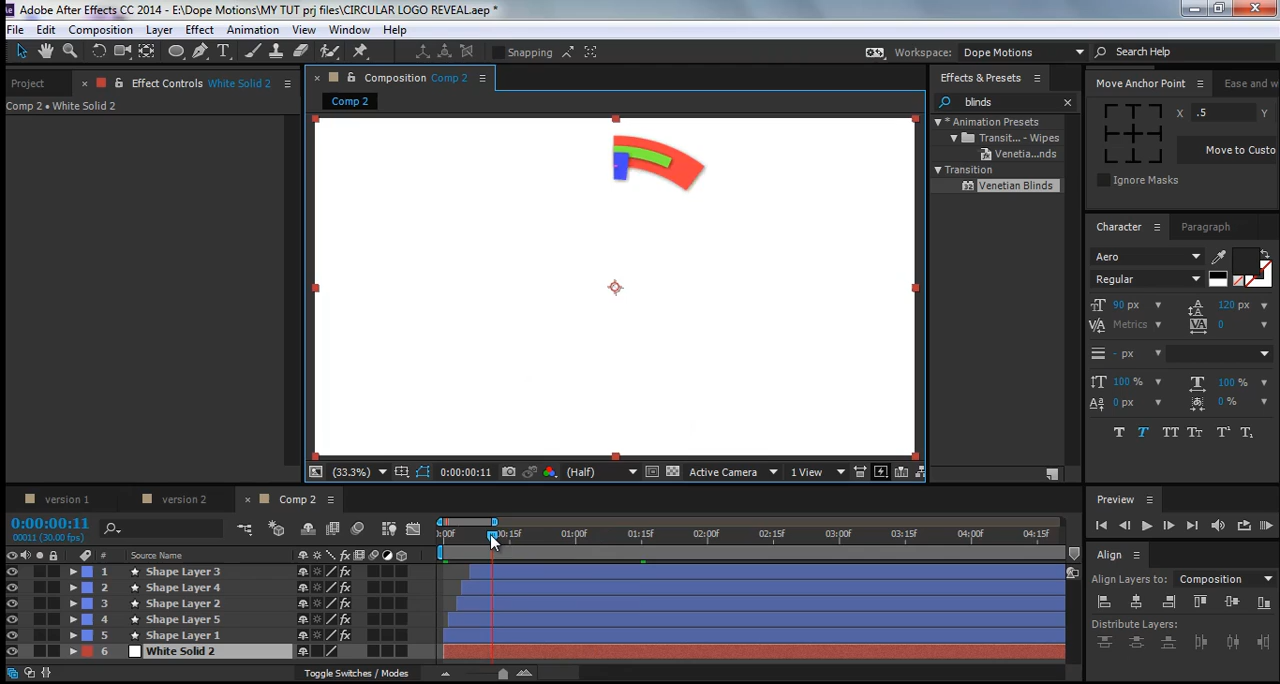 Adobe After Effects CC 2014 - E:\Dope Motions\MY TUT prj files\CIRCULAR LOGO REVEAL.aep *
File Edit Composition Layer Effect Animation View Window Help
Snapping Workspace: Dope Motions Search Help
Project Effect Controls White Solid 2
Comp 2 • White Solid 2
Composition Comp 2
Comp 2
Effects & Presets
blinds
* Animation Presets
Transit... - Wipes
Venetia...nds
Transition
Venetian Blinds
Move Anchor Point Ease and w
X .5 Y
Move to Custo
Ignore Masks
Character Paragraph
Aero
Regular
90 px 120 px
Metrics 0
- px
100 % 100 %
0 px 0 %
T T TT Tt T¹ T₁
(33.3%) 0:00:00:11 (Half) Active Camera 1 View
version 1 version 2 Comp 2
0:00:00:11
00011 (30.00 fps)
:00f 00:15f 01:00f 01:15f 02:00f 02:15f 03:00f 03:15f 04:00f 04:15f
# Source Name
1 Shape Layer 3
2 Shape Layer 4
3 Shape Layer 2
4 Shape Layer 5
5 Shape Layer 1
6 White Solid 2
Toggle Switches / Modes
Preview
Align
Align Layers to: Composition
Distribute Layers: